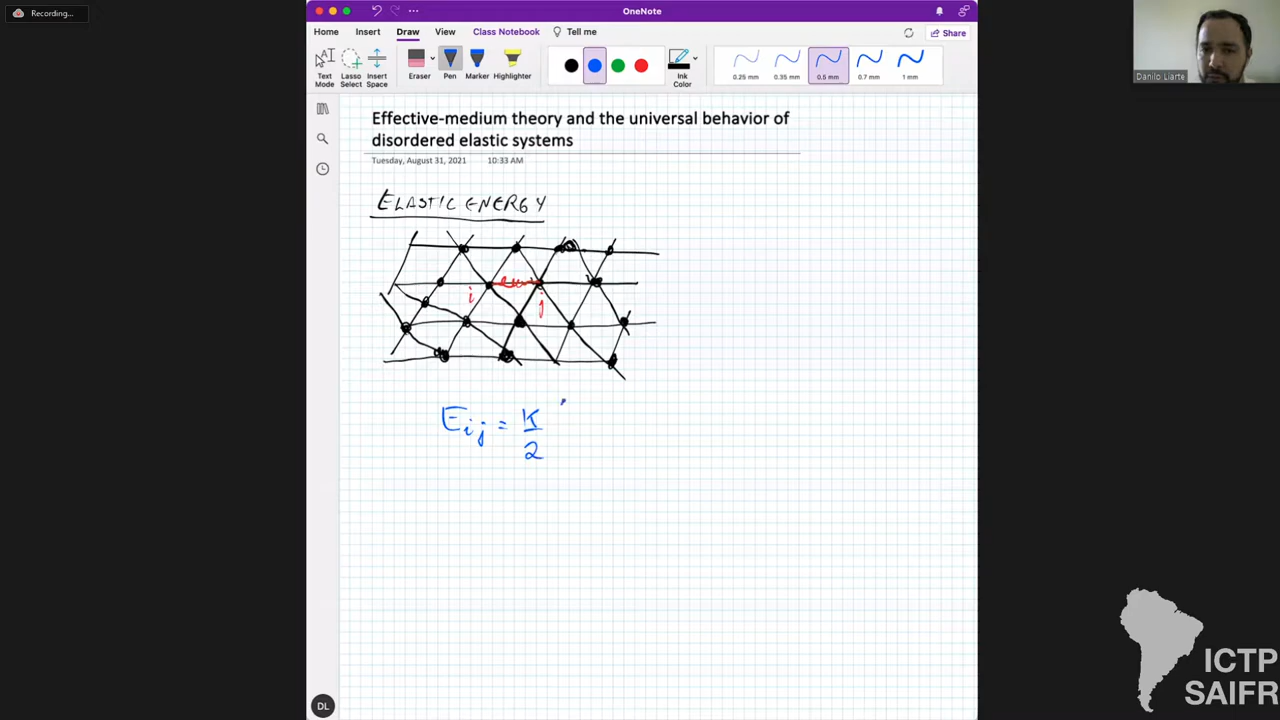 Recording...
OneNote
Home Insert Draw View Class Notebook Tell me
Share
Text Mode
Lasso Select
Insert Space
Eraser
Pen
Marker
Highlighter
Ink Color
0.25 mm
0.35 mm
0.5 mm
0.7 mm
1 mm
Danilo Liarte
Effective-medium theory and the universal behavior of
disordered elastic systems
Tuesday, August 31, 2021 10:33 AM
ELASTIC ENERGY
i
j
E_ij = K/2
DL
ICTP
SAIFR